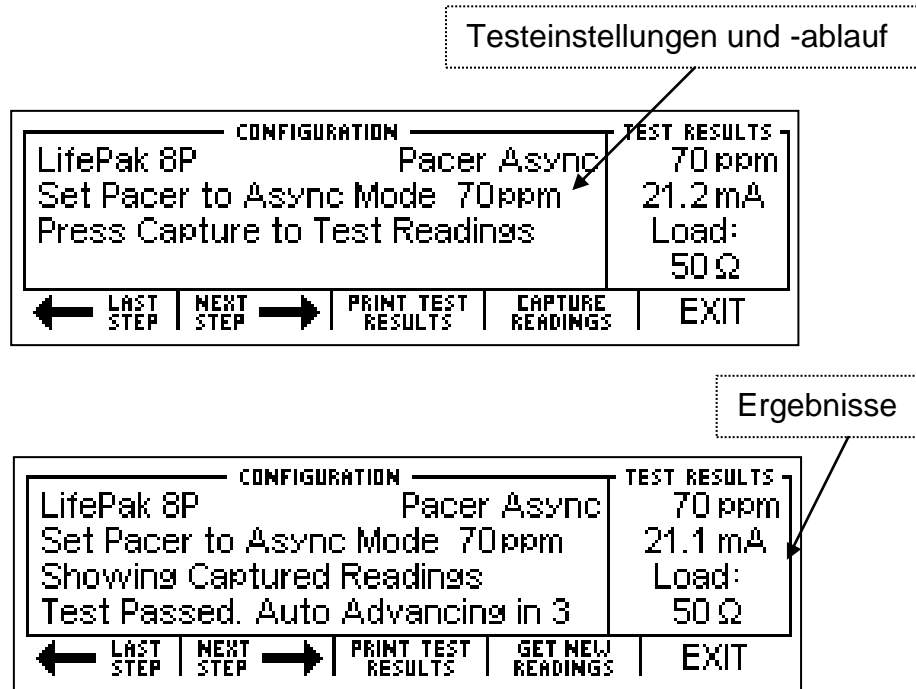 Testeinstellungen und -ablauf
CONFIGURATION TEST RESULTS
LifePak 8P Pacer Async 70 ppm
Set Pacer to Async Mode 70ppm 21.2 mA
Press Capture to Test Readings Load:
50 Ω
LAST STEP NEXT STEP PRINT TEST RESULTS CAPTURE READINGS EXIT
Ergebnisse
CONFIGURATION TEST RESULTS
LifePak 8P Pacer Async 70 ppm
Set Pacer to Async Mode 70ppm 21.1 mA
Showing Captured Readings Load:
Test Passed. Auto Advancing in 3 50 Ω
LAST STEP NEXT STEP PRINT TEST RESULTS GET NEW READINGS EXIT